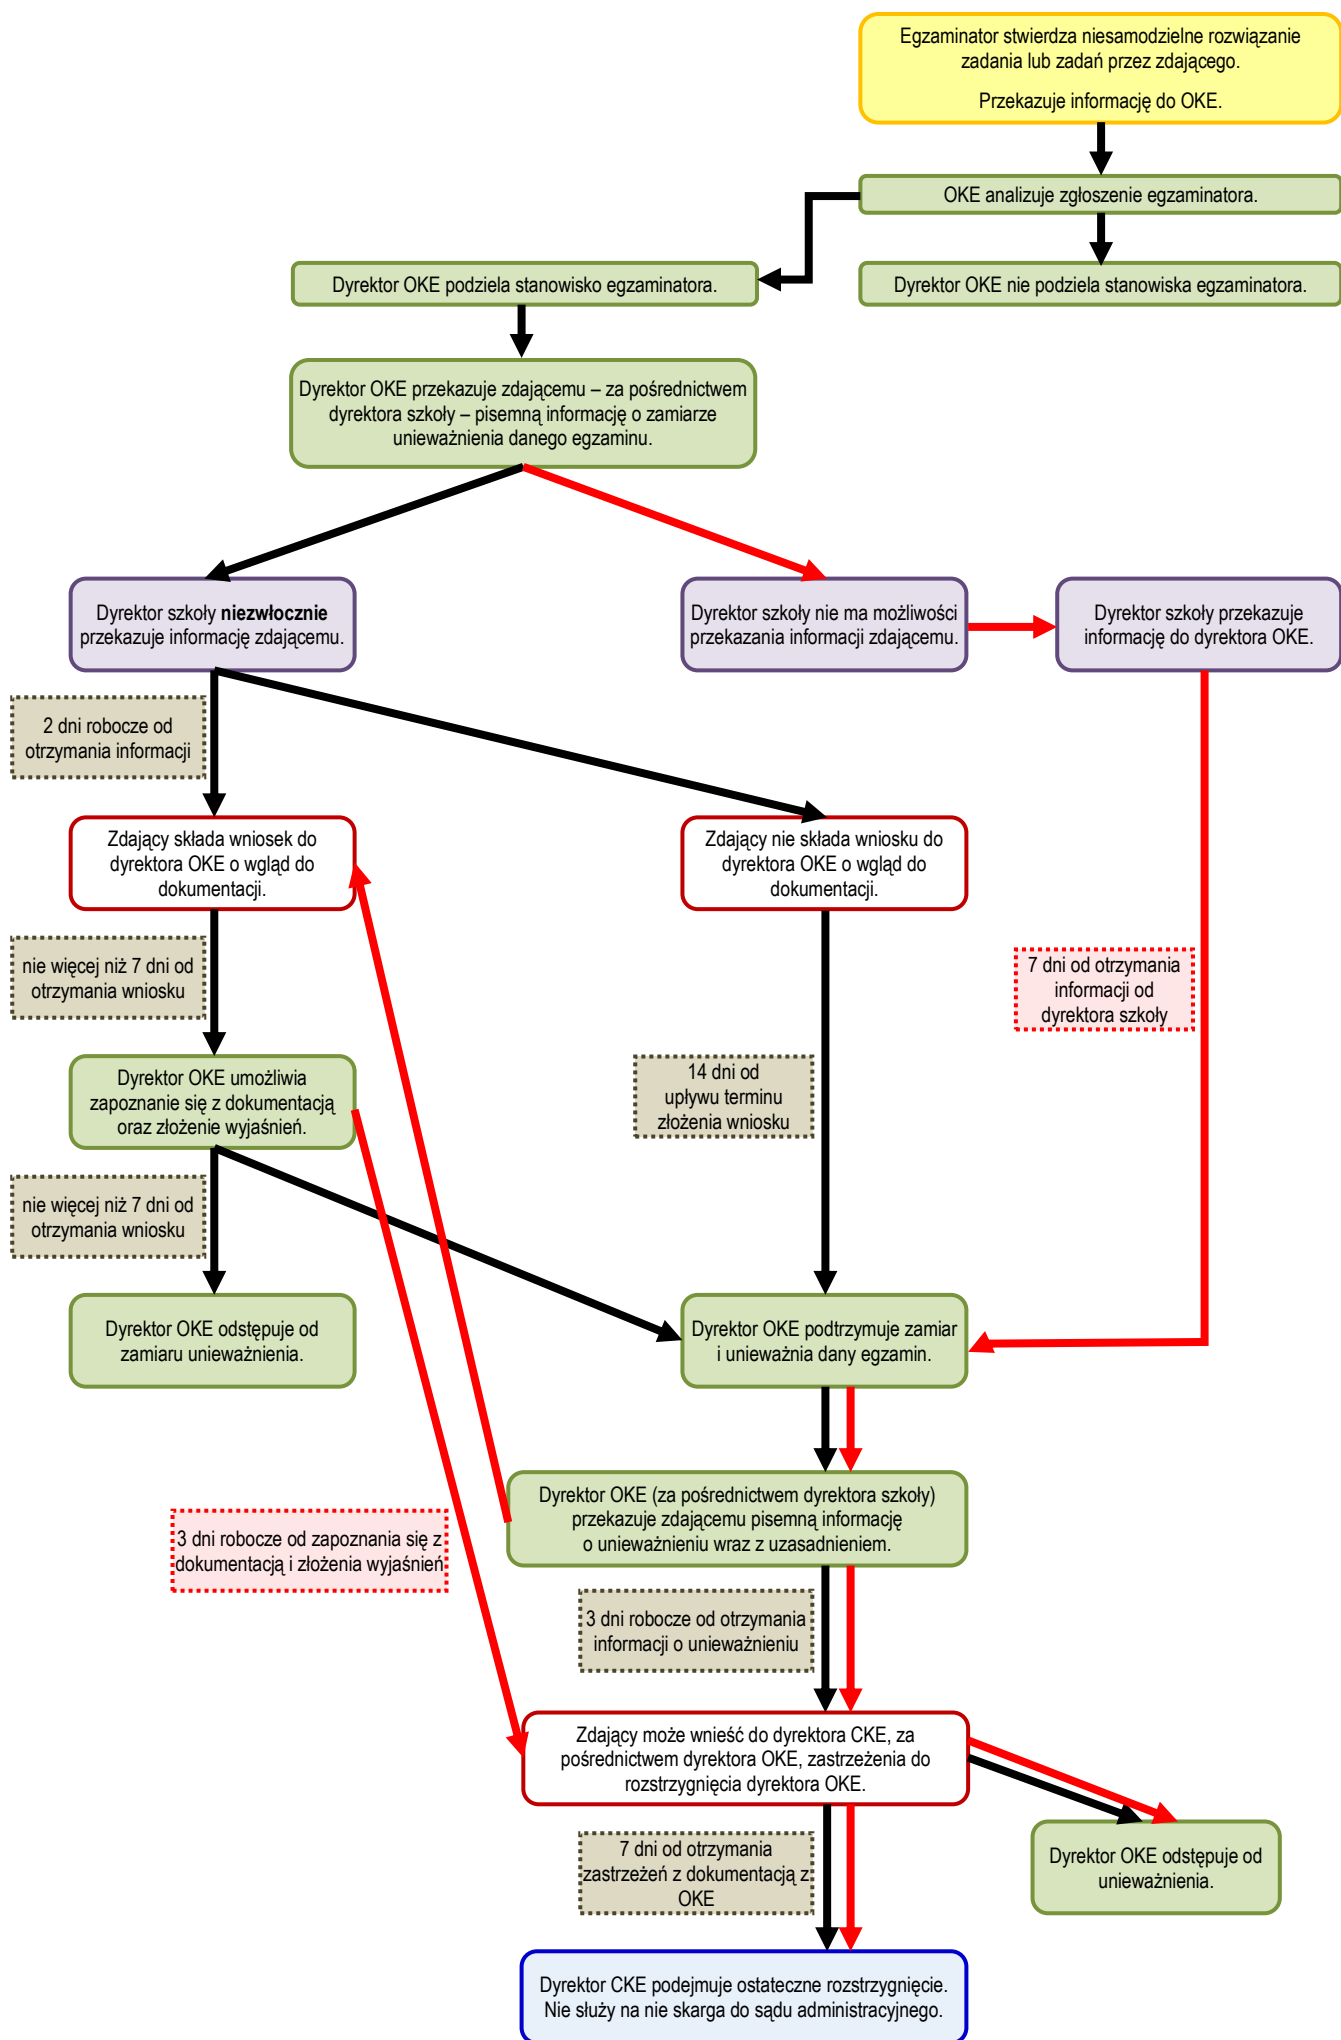 Egzaminator stwierdza niesamodzielne rozwiązanie
zadania lub zadań przez zdającego.
Przekazuje informację do OKE.
OKE analizuje zgłoszenie egzaminatora.
Dyrektor OKE podziela stanowisko egzaminatora.
Dyrektor OKE nie podziela stanowiska egzaminatora.
Dyrektor OKE przekazuje zdającemu – za pośrednictwem
dyrektora szkoły – pisemną informację o zamiarze
unieważnienia danego egzaminu.
Dyrektor szkoły niezwłocznie
przekazuje informację zdającemu.
Dyrektor szkoły nie ma możliwości
przekazania informacji zdającemu.
Dyrektor szkoły przekazuje
informację do dyrektora OKE.
2 dni robocze od
otrzymania informacji
Zdający składa wniosek do
dyrektora OKE o wgląd do
dokumentacji.
Zdający nie składa wniosku do
dyrektora OKE o wgląd do
dokumentacji.
nie więcej niż 7 dni od
otrzymania wniosku
7 dni od otrzymania
informacji od
dyrektora szkoły
Dyrektor OKE umożliwia
zapoznanie się z dokumentacją
oraz złożenie wyjaśnień.
14 dni od
upływu terminu
złożenia wniosku
nie więcej niż 7 dni od
otrzymania wniosku
Dyrektor OKE odstępuje od
zamiaru unieważnienia.
Dyrektor OKE podtrzymuje zamiar
i unieważnia dany egzamin.
Dyrektor OKE (za pośrednictwem dyrektora szkoły)
przekazuje zdającemu pisemną informację
o unieważnieniu wraz z uzasadnieniem.
3 dni robocze od zapoznania się z
dokumentacją i złożenia wyjaśnień
3 dni robocze od otrzymania
informacji o unieważnieniu
Zdający może wnieść do dyrektora CKE, za
pośrednictwem dyrektora OKE, zastrzeżenia do
rozstrzygnięcia dyrektora OKE.
7 dni od otrzymania
zastrzeżeń z dokumentacją z
OKE
Dyrektor OKE odstępuje od
unieważnienia.
Dyrektor CKE podejmuje ostateczne rozstrzygnięcie.
Nie służy na nie skarga do sądu administracyjnego.